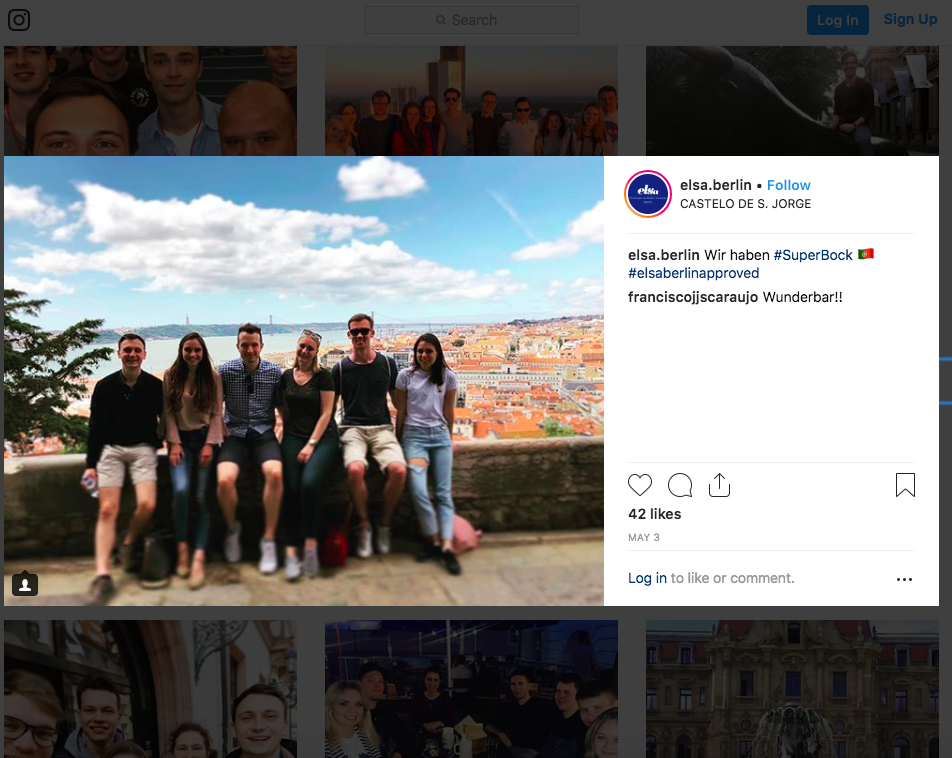 Search
Log In
Sign Up
elsa
elsa.berlin • Follow
CASTELO DE S. JORGE
elsa.berlin Wir haben #SuperBock 🇵🇹
#elsaberlinapproved
franciscojjscaraujo Wunderbar!!
42 likes
MAY 3
Log in to like or comment.